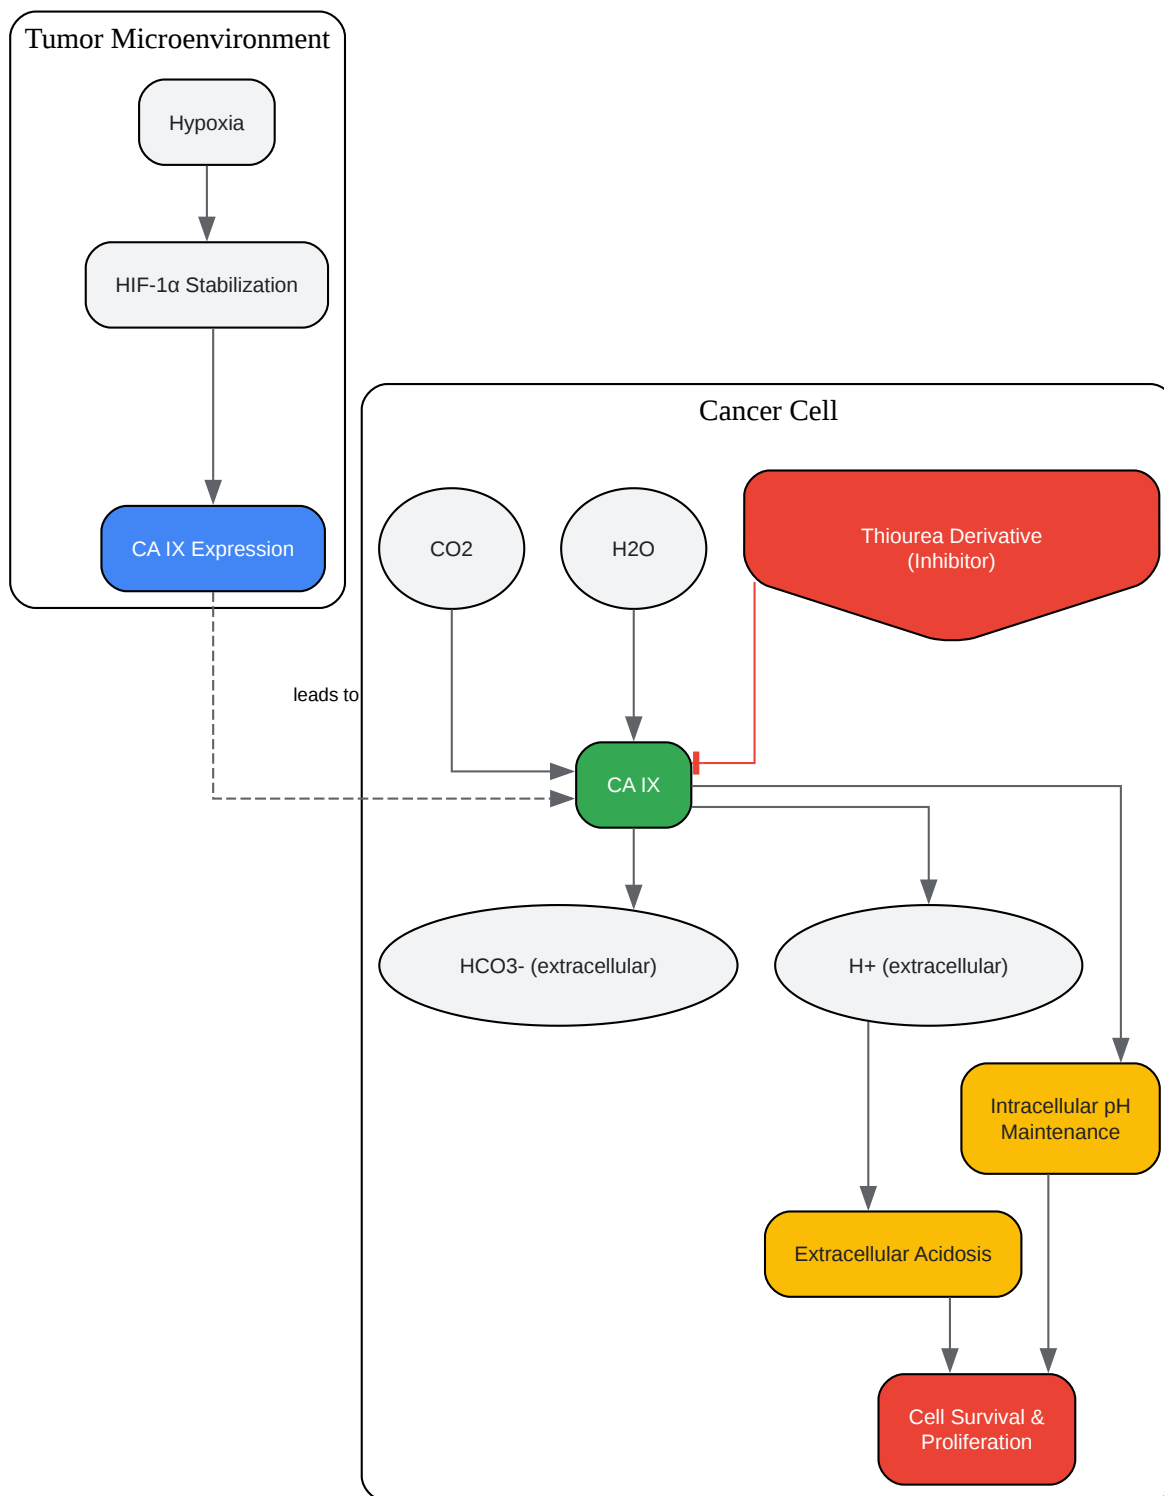 Tumor Microenvironment
Hypoxia
HIF-1α Stabilization
CA IX Expression
leads to
Cancer Cell
CO2
H2O
Thiourea Derivative
(Inhibitor)
CA IX
HCO3- (extracellular)
H+ (extracellular)
Intracellular pH
Maintenance
Extracellular Acidosis
Cell Survival &
Proliferation